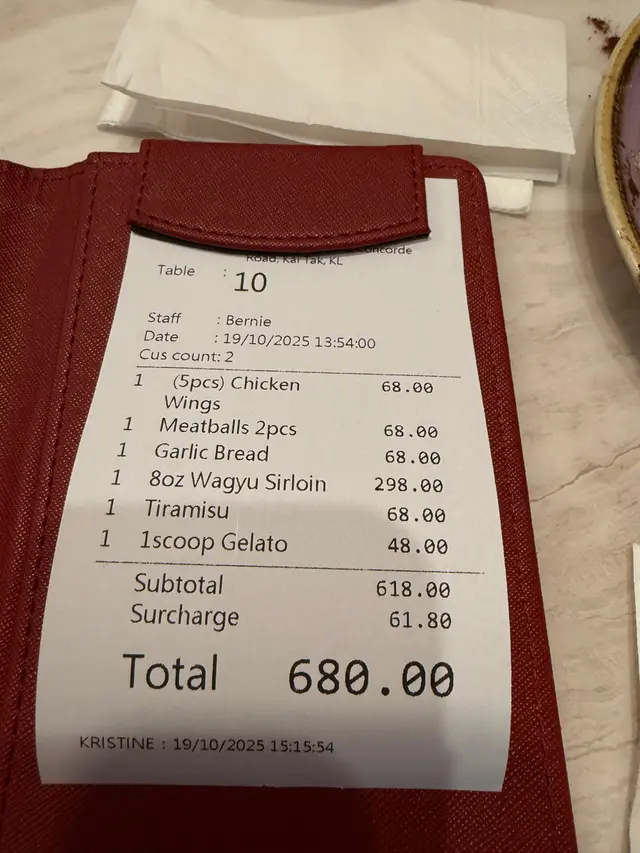 Concorde
Road, Kai Tak, KL
Table : 10
Staff : Bernie
Date : 19/10/2025 13:54:00
Cus count: 2
1 (5pcs) Chicken 68.00
Wings
1 Meatballs 2pcs 68.00
1 Garlic Bread 68.00
1 8oz Wagyu Sirloin 298.00
1 Tiramisu 68.00
1 1scoop Gelato 48.00
Subtotal 618.00
Surcharge 61.80
Total 680.00
KRISTINE : 19/10/2025 15:15:54